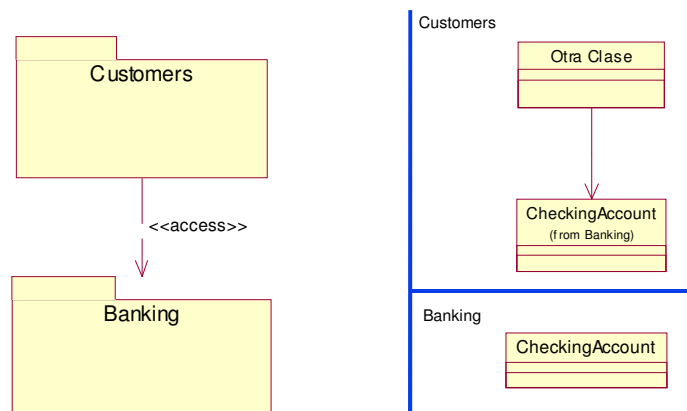 Customers
<<access>>
Banking
Customers
Otra Clase
CheckingAccount
(from Banking)
Banking
CheckingAccount